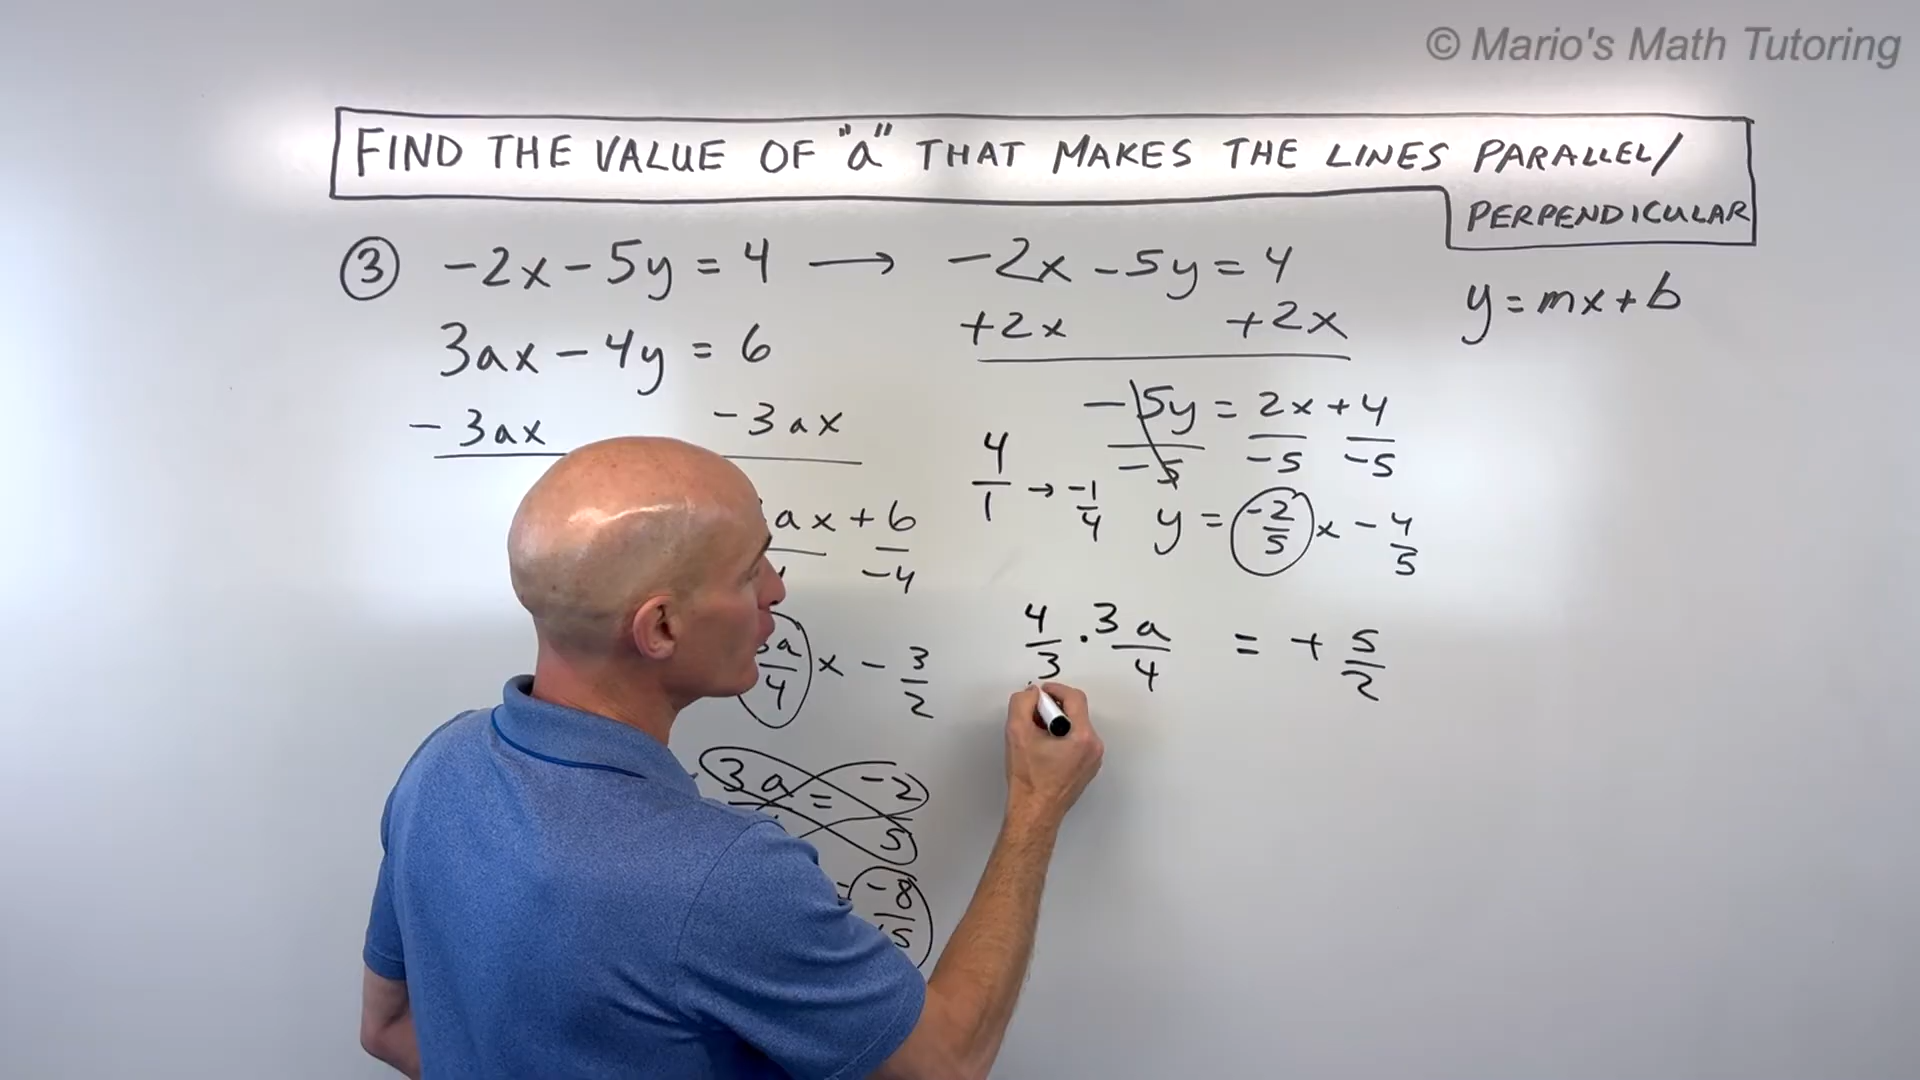 © Mario's Math Tutoring
FIND THE VALUE OF "a" THAT MAKES THE LINES PARALLEL/
PERPENDICULAR
③ -2x - 5y = 4 → -2x - 5y = 4
y = mx + b
3ax - 4y = 6
+2x +2x
-3ax -3ax
-5y = 2x + 4
-5 -5 -5
4/1 → -1/4
ax + 6
-4
y = -2/5 x - 4/5
3a/4 x - 3/2
4/3 · 3a/4 = + 5/2
3a = -2
5
= -8